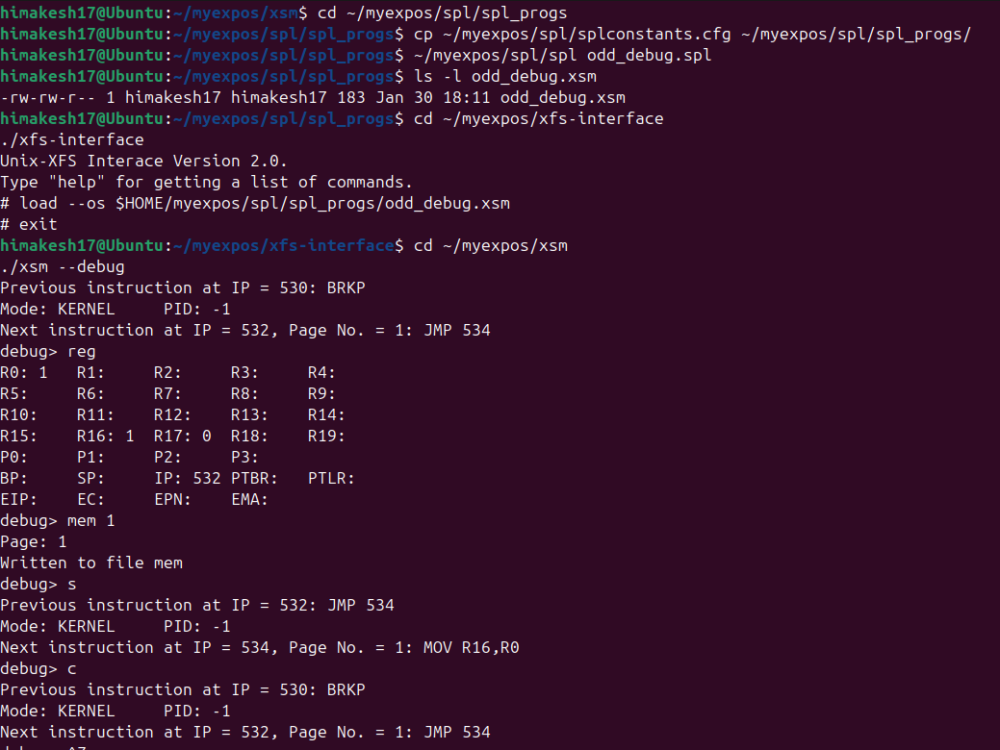 himakesh17@Ubuntu:~/myexpos/xsm$ cd ~/myexpos/spl/spl_progs
himakesh17@Ubuntu:~/myexpos/spl/spl_progs$ cp ~/myexpos/spl/splconstants.cfg ~/myexpos/spl/spl_progs/
himakesh17@Ubuntu:~/myexpos/spl/spl_progs$ ~/myexpos/spl/spl odd_debug.spl
himakesh17@Ubuntu:~/myexpos/spl/spl_progs$ ls -l odd_debug.xsm
-rw-rw-r-- 1 himakesh17 himakesh17 183 Jan 30 18:11 odd_debug.xsm
himakesh17@Ubuntu:~/myexpos/spl/spl_progs$ cd ~/myexpos/xfs-interface
./xfs-interface
Unix-XFS Interace Version 2.0.
Type "help" for getting a list of commands.
# load --os $HOME/myexpos/spl/spl_progs/odd_debug.xsm
# exit
himakesh17@Ubuntu:~/myexpos/xfs-interface$ cd ~/myexpos/xsm
./xsm --debug
Previous instruction at IP = 530: BRKP
Mode: KERNEL     PID: -1
Next instruction at IP = 532, Page No. = 1: JMP 534
debug> reg
R0: 1   R1:     R2:     R3:     R4:
R5:     R6:     R7:     R8:     R9:
R10:    R11:    R12:    R13:    R14:
R15:    R16: 1  R17: 0  R18:    R19:
P0:     P1:     P2:     P3:
BP:     SP:     IP: 532 PTBR:   PTLR:
EIP:    EC:     EPN:    EMA:
debug> mem 1
Page: 1
Written to file mem
debug> s
Previous instruction at IP = 532: JMP 534
Mode: KERNEL     PID: -1
Next instruction at IP = 534, Page No. = 1: MOV R16,R0
debug> c
Previous instruction at IP = 530: BRKP
Mode: KERNEL     PID: -1
Next instruction at IP = 532, Page No. = 1: JMP 534